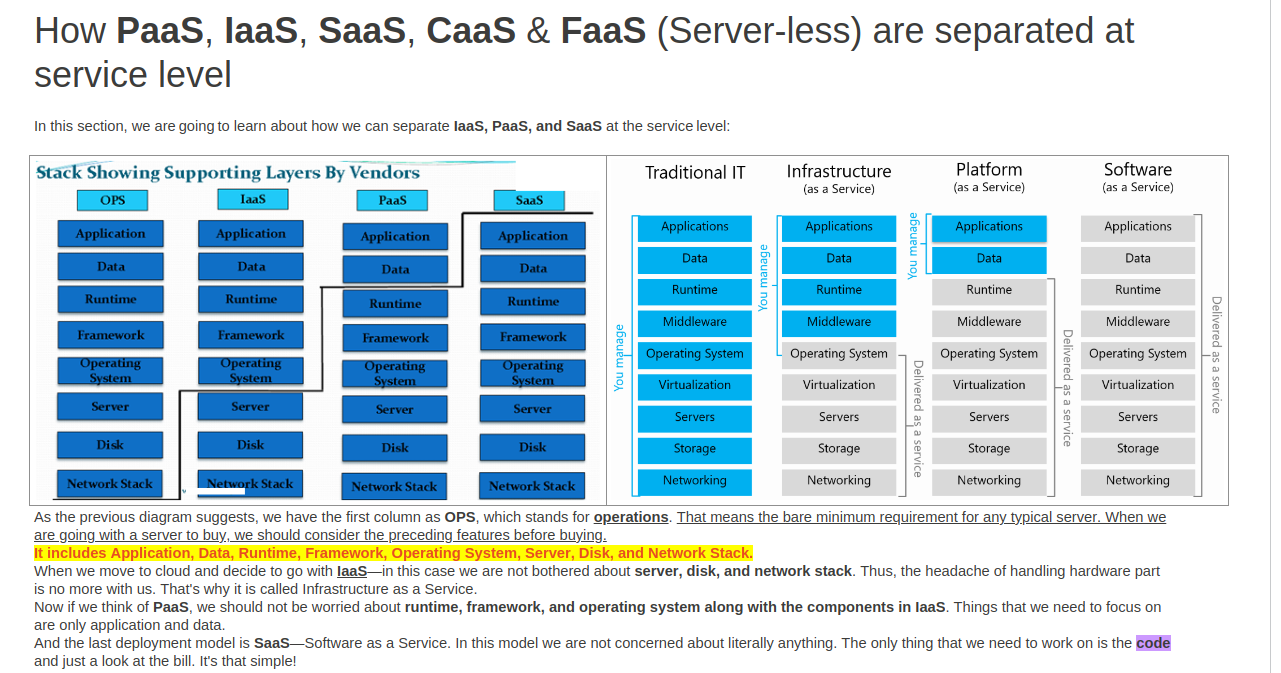 How PaaS, IaaS, SaaS, CaaS & FaaS (Server-less) are separated at
service level
In this section, we are going to learn about how we can separate IaaS, PaaS, and SaaS at the service level:
Stack Showing Supporting Layers By Vendors
OPS
Application
Data
Runtime
Framework
Operating
System
Server
Disk
Network Stack
IaaS
Application
Data
Runtime
Framework
Operating
System
Server
Disk
Network Stack
PaaS
Application
Data
Runtime
Framework
Operating
System
Server
Disk
Network Stack
SaaS
Application
Data
Runtime
Framework
Operating
System
Server
Disk
Network Stack
Traditional IT
You manage
Applications
Data
Runtime
Middleware
Operating System
Virtualization
Servers
Storage
Networking
Infrastructure
(as a Service)
You manage
Applications
Data
Runtime
Middleware
Operating System
Virtualization
Servers
Storage
Networking
Delivered as a service
Platform
(as a Service)
You manage
Applications
Data
Runtime
Middleware
Operating System
Virtualization
Servers
Storage
Networking
Delivered as a service
Software
(as a Service)
Applications
Data
Runtime
Middleware
Operating System
Virtualization
Servers
Storage
Networking
Delivered as a service
As the previous diagram suggests, we have the first column as OPS, which stands for operations. That means the bare minimum requirement for any typical server. When we
are going with a server to buy, we should consider the preceding features before buying.
It includes Application, Data, Runtime, Framework, Operating System, Server, Disk, and Network Stack.
When we move to cloud and decide to go with IaaS—in this case we are not bothered about server, disk, and network stack. Thus, the headache of handling hardware part
is no more with us. That's why it is called Infrastructure as a Service.
Now if we think of PaaS, we should not be worried about runtime, framework, and operating system along with the components in IaaS. Things that we need to focus on
are only application and data.
And the last deployment model is SaaS—Software as a Service. In this model we are not concerned about literally anything. The only thing that we need to work on is the code
and just a look at the bill. It's that simple!